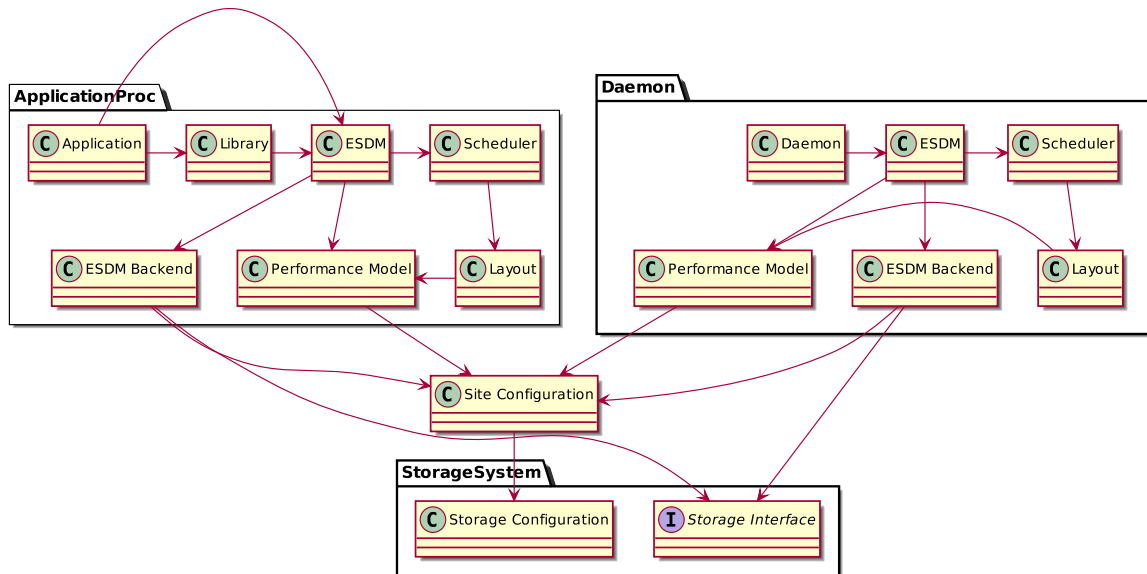 ApplicationProc
C Application
C Library
C ESDM
C Scheduler
C ESDM Backend
C Performance Model
C Layout
Daemon
C Daemon
C ESDM
C Scheduler
C Performance Model
C ESDM Backend
C Layout
C Site Configuration
StorageSystem
C Storage Configuration
I Storage Interface